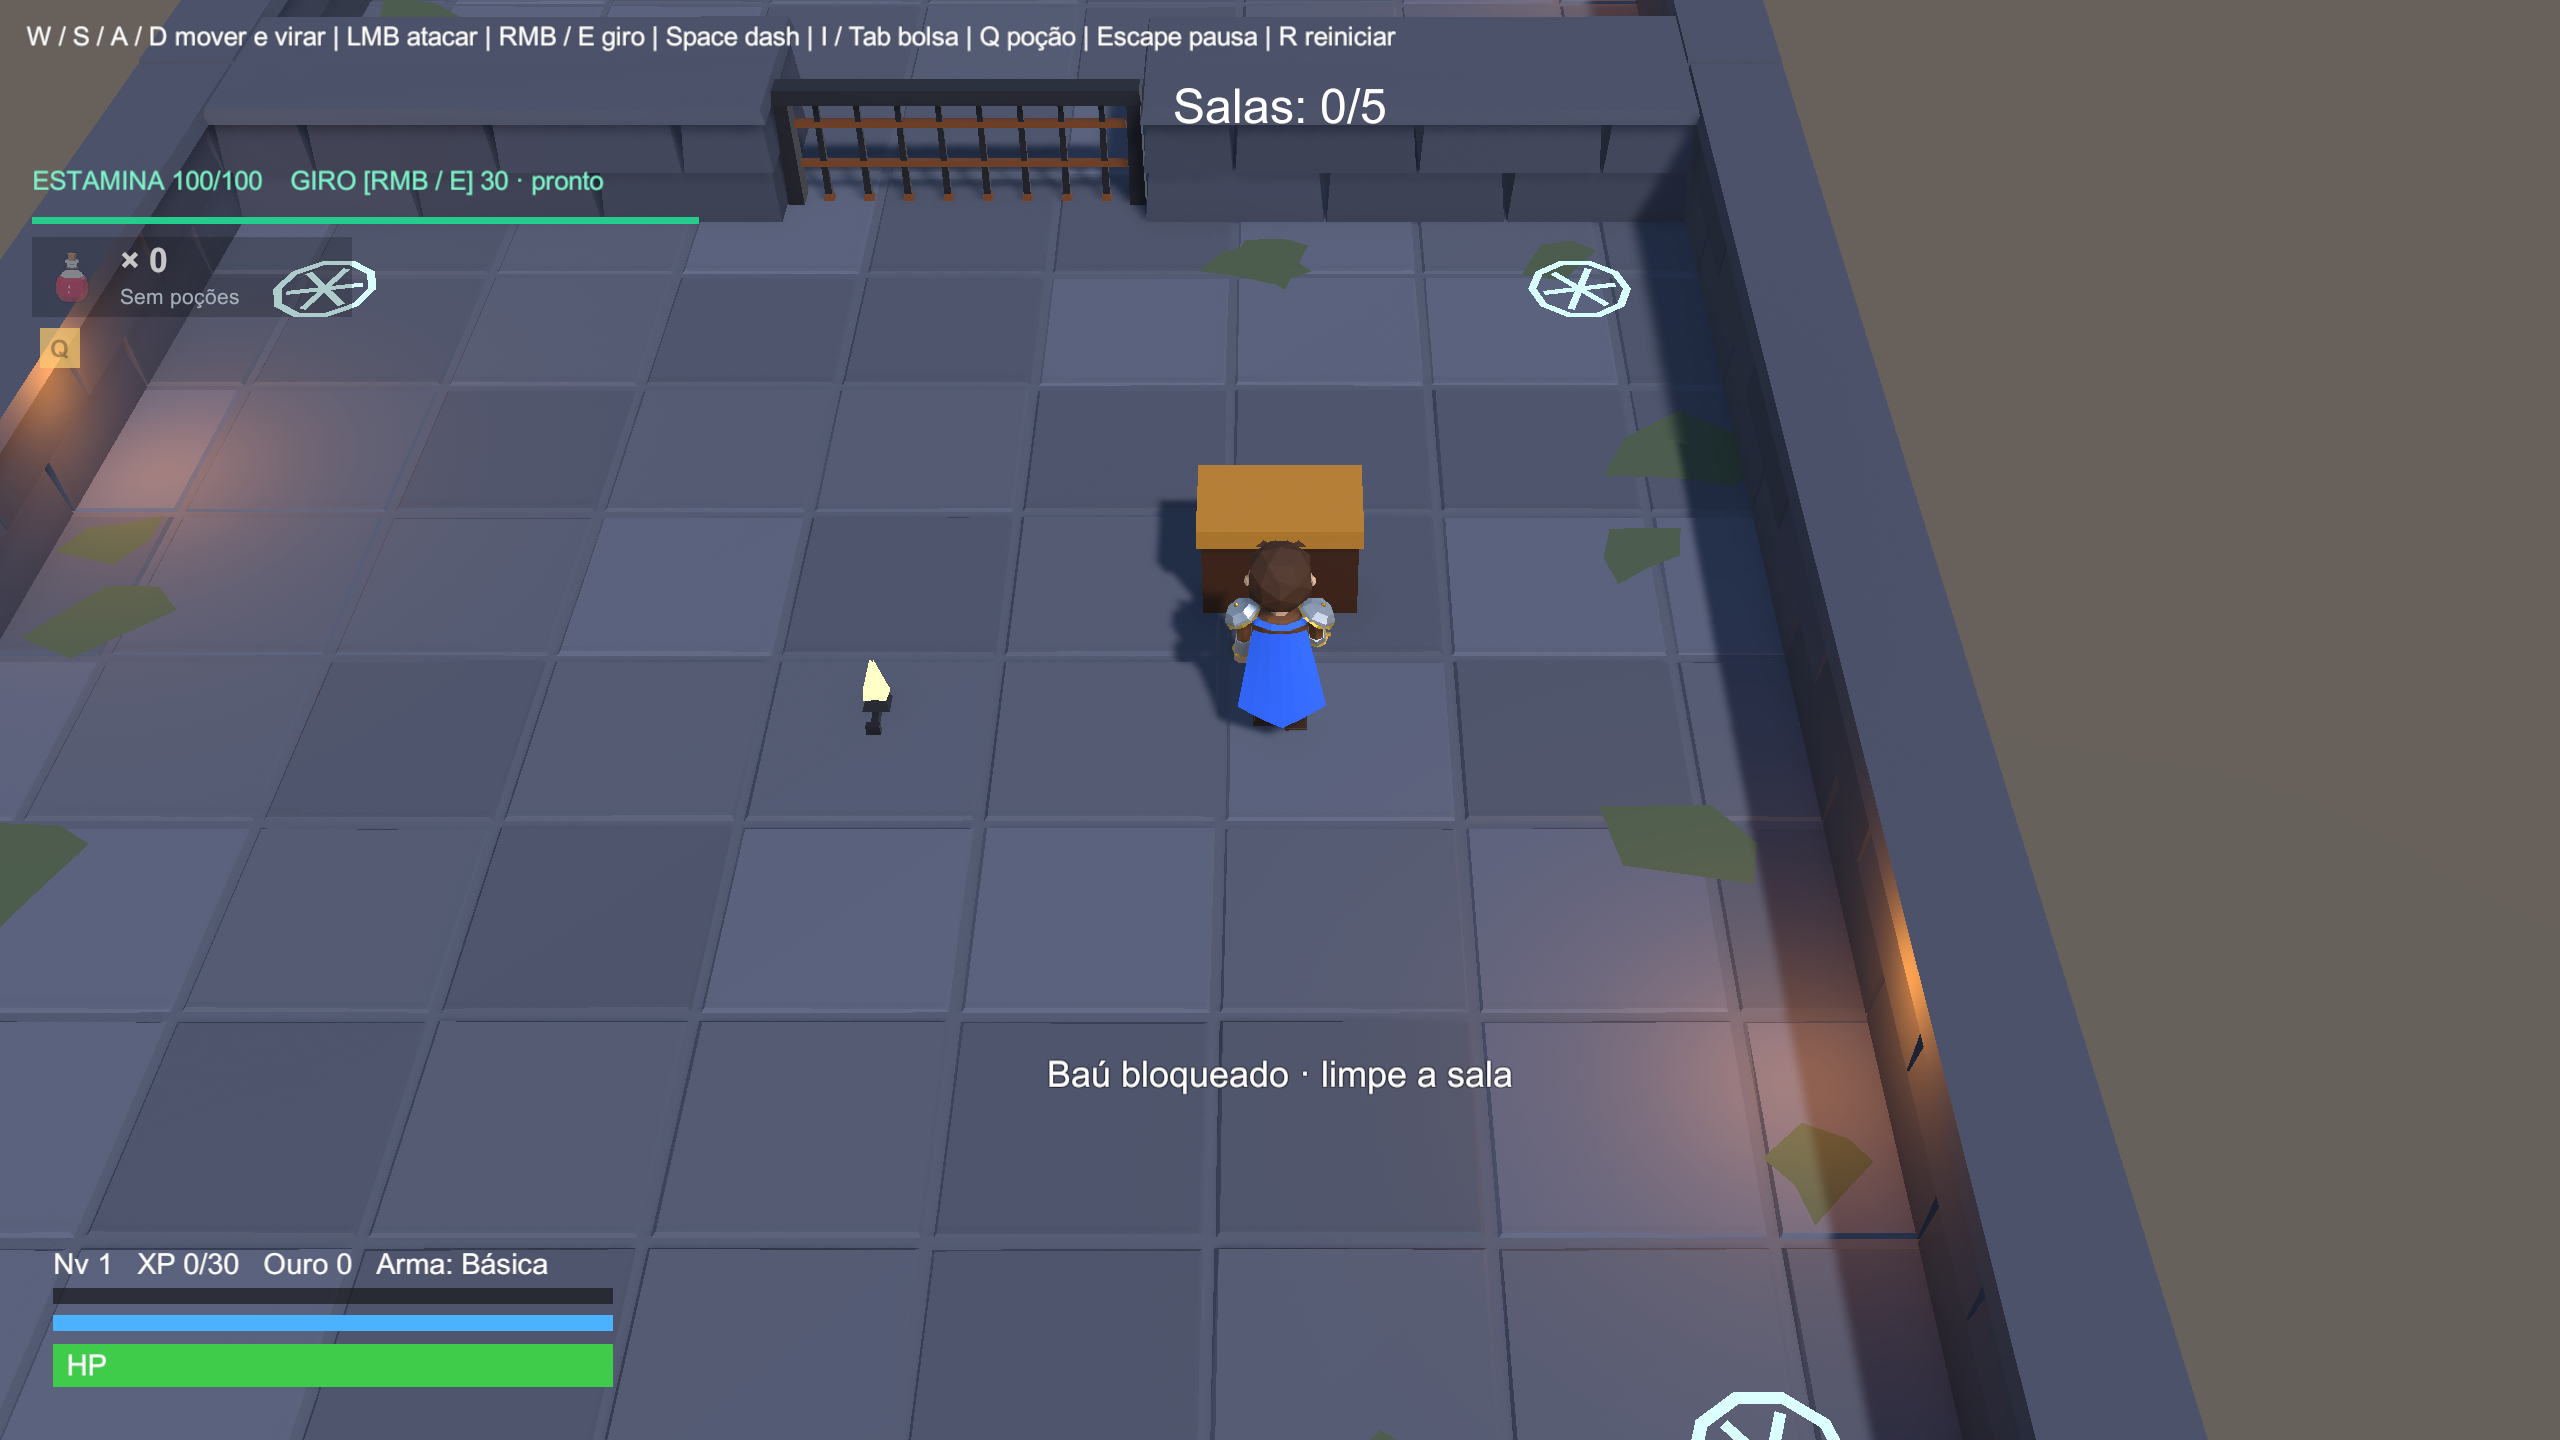 W / S / A / D mover e virar | LMB atacar | RMB / E giro | Space dash | I / Tab bolsa | Q poção | Escape pausa | R reiniciar
Salas: 0/5
ESTAMINA 100/100 GIRO [RMB / E] 30 · pronto
× 0
Sem poções
Q
Baú bloqueado · limpe a sala
Nv 1 XP 0/30 Ouro 0 Arma: Básica
HP